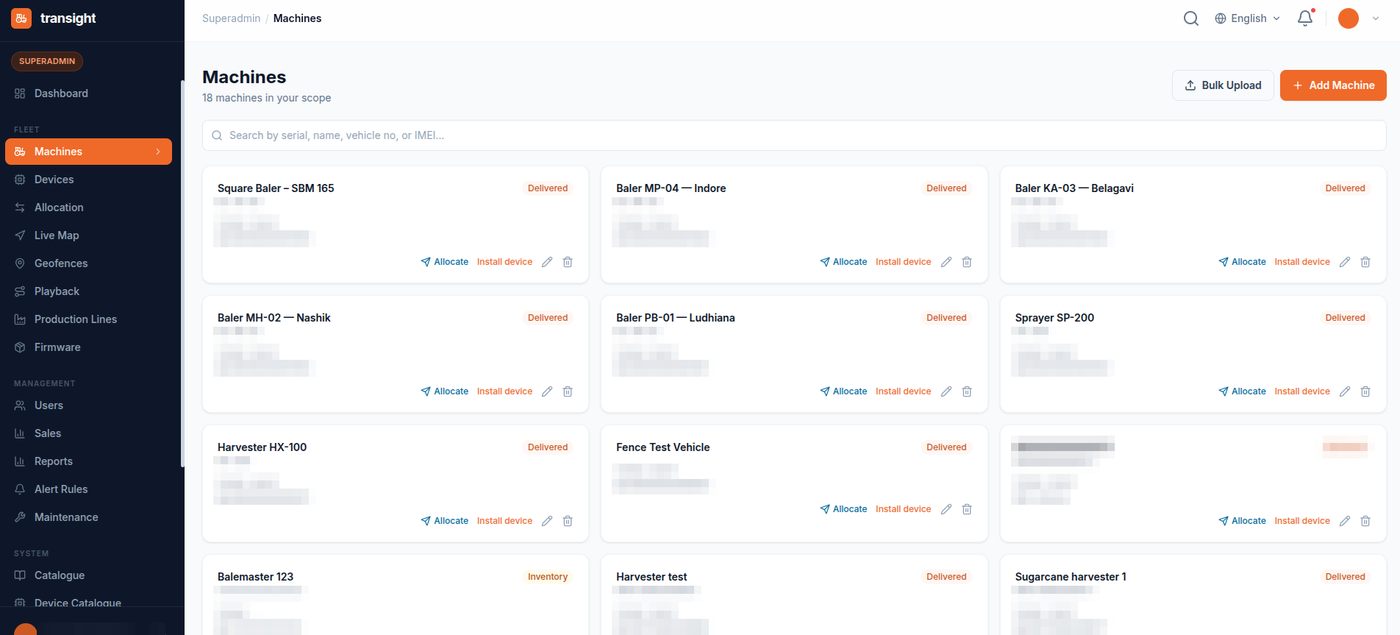 transight
SUPERADMIN
Dashboard
FLEET
Machines
Devices
Allocation
Live Map
Geofences
Playback
Production Lines
Firmware
MANAGEMENT
Users
Sales
Reports
Alert Rules
Maintenance
SYSTEM
Catalogue
Device Catalogue
Superadmin / Machines
English
Machines
18 machines in your scope
Bulk Upload
Add Machine
Search by serial, name, vehicle no, or IMEI...
Square Baler – SBM 165 Delivered
Allocate Install device
Baler MP-04 — Indore Delivered
Allocate Install device
Baler KA-03 — Belagavi Delivered
Allocate Install device
Baler MH-02 — Nashik Delivered
Allocate Install device
Baler PB-01 — Ludhiana Delivered
Allocate Install device
Sprayer SP-200 Delivered
Allocate Install device
Harvester HX-100 Delivered
Allocate Install device
Fence Test Vehicle Delivered
Allocate Install device
Allocate Install device
Balemaster 123 Inventory
Harvester test Delivered
Sugarcane harvester 1 Delivered